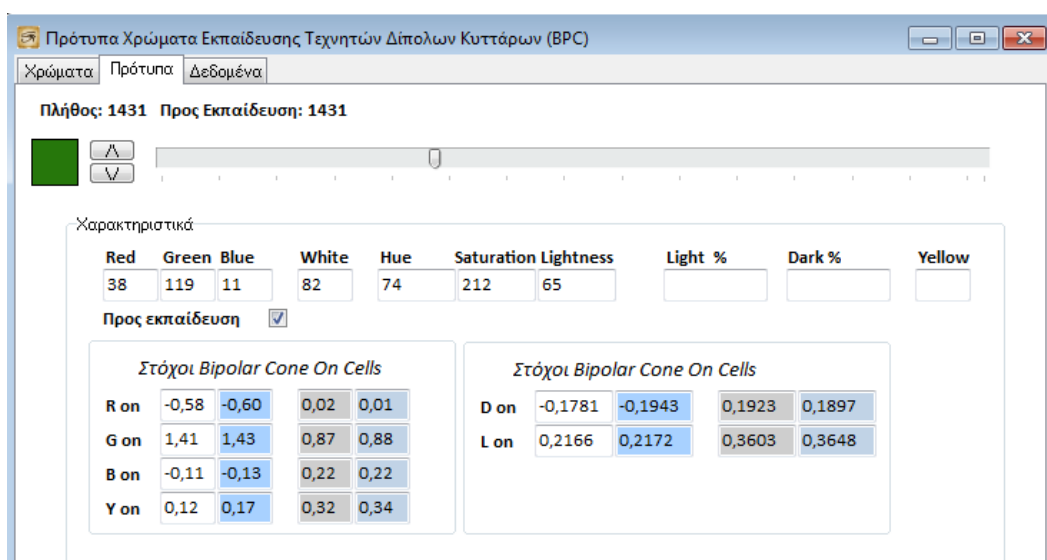 Πρότυπα Χρώματα Εκπαίδευσης Τεχνητών Δίπολων Κυττάρων (BPC)
Χρώματα Πρότυπα Δεδομένα
Πλήθος: 1431 Προς Εκπαίδευση: 1431
/\
\/
Χαρακτηριστικά
Red Green Blue White Hue Saturation Lightness Light % Dark % Yellow
38 119 11 82 74 212 65
Προς εκπαίδευση
Στόχοι Bipolar Cone On Cells
R on -0,58 -0,60 0,02 0,01
G on 1,41 1,43 0,87 0,88
B on -0,11 -0,13 0,22 0,22
Y on 0,12 0,17 0,32 0,34
Στόχοι Bipolar Cone On Cells
D on -0,1781 -0,1943 0,1923 0,1897
L on 0,2166 0,2172 0,3603 0,3648